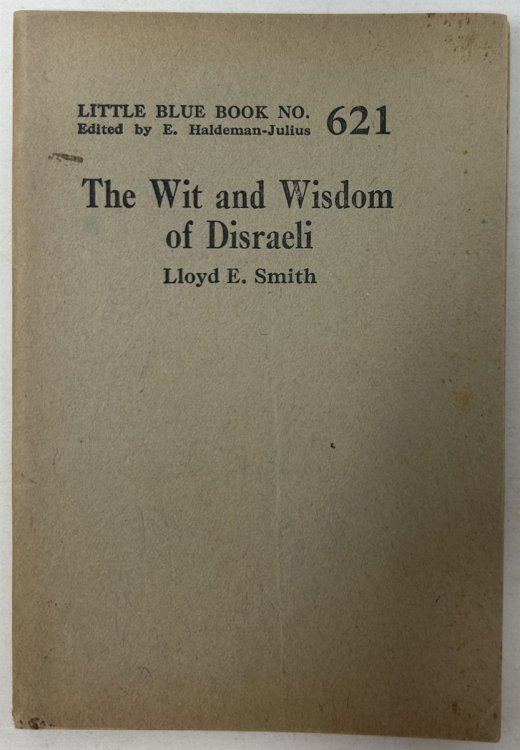 LITTLE BLUE BOOK NO. 621
Edited by E. Haldeman-Julius
The Wit and Wisdom
of Disraeli
Lloyd E. Smith